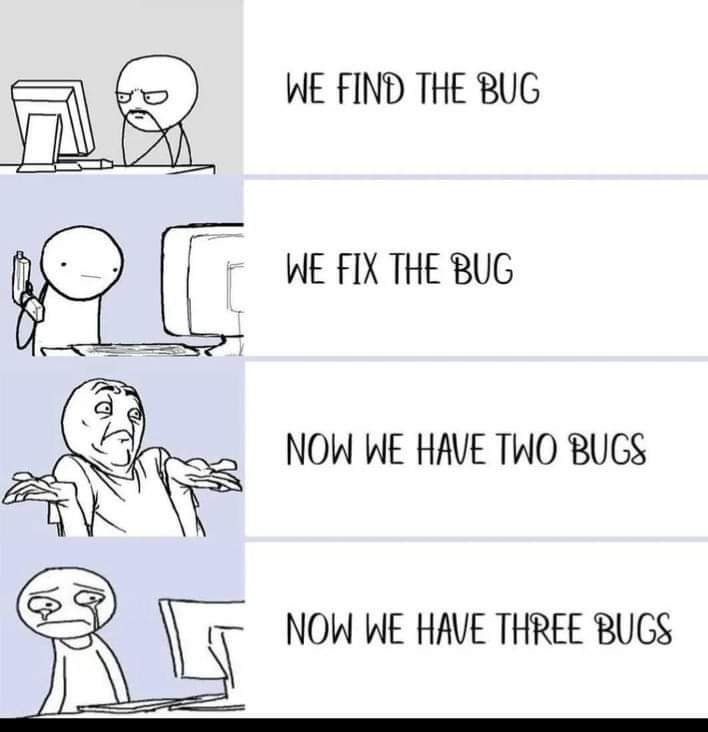 WE FIND THE BUG
WE FIX THE BUG
NOW WE HAVE TWO BUGS
NOW WE HAVE THREE BUGS